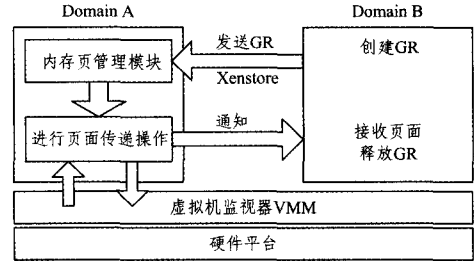 Domain A
Domain B
内存页管理模块
发送GR
Xenstore
创建GR
进行页面传递操作
通知
接收页面
释放GR
虚拟机监视器VMM
硬件平台